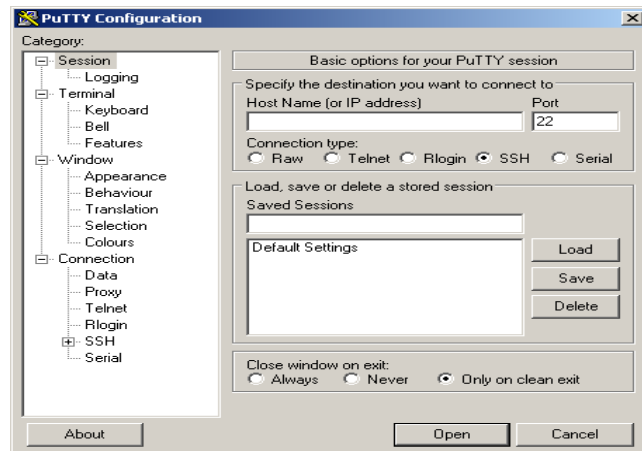 PuTTY Configuration
Category:
Session
Logging
Terminal
Keyboard
Bell
Features
Window
Appearance
Behaviour
Translation
Selection
Colours
Connection
Data
Proxy
Telnet
Rlogin
SSH
Serial
Basic options for your PuTTY session
Specify the destination you want to connect to
Host Name (or IP address) Port
22
Connection type:
Raw Telnet Rlogin SSH Serial
Load, save or delete a stored session
Saved Sessions
Default Settings
Load
Save
Delete
Close window on exit:
Always Never Only on clean exit
About Open Cancel